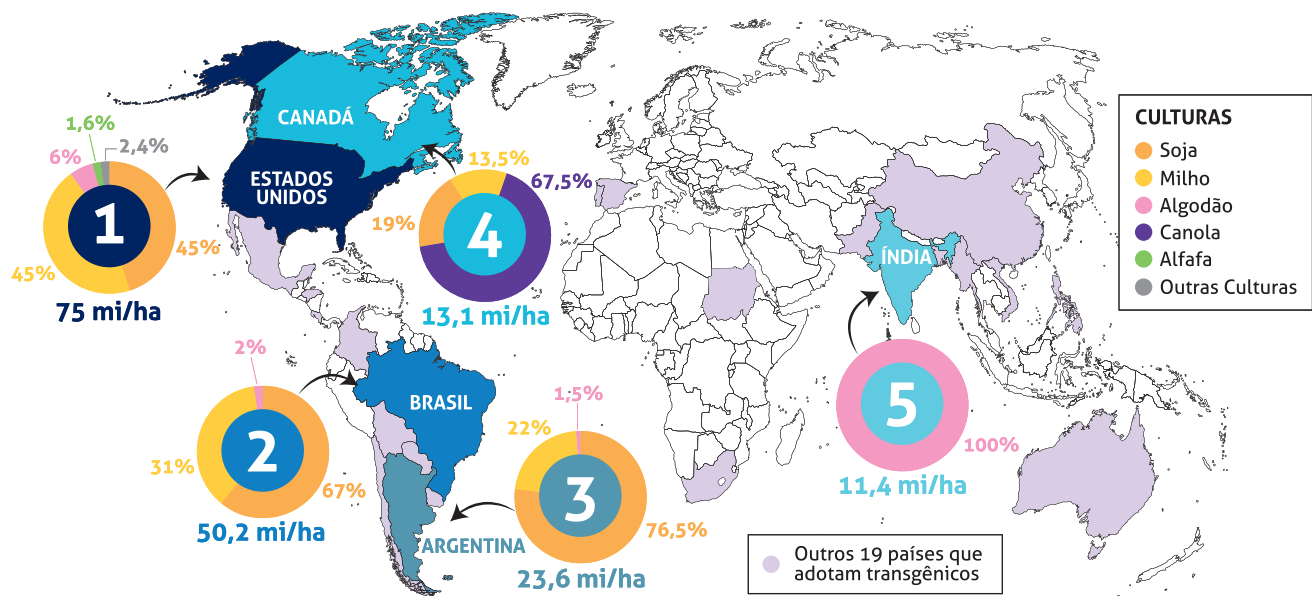 CANADÁ
ESTADOS
UNIDOS
1,6%
2,4%
6%
45%
45%
1
75 mi/ha
13,5%
67,5%
19%
4
13,1 mi/ha
2%
31%
67%
2
50,2 mi/ha
BRASIL
1,5%
22%
76,5%
3
ARGENTINA
23,6 mi/ha
ÍNDIA
5
100%
11,4 mi/ha
CULTURAS
Soja
Milho
Algodão
Canola
Alfafa
Outras Culturas
Outros 19 países que
adotam transgênicos